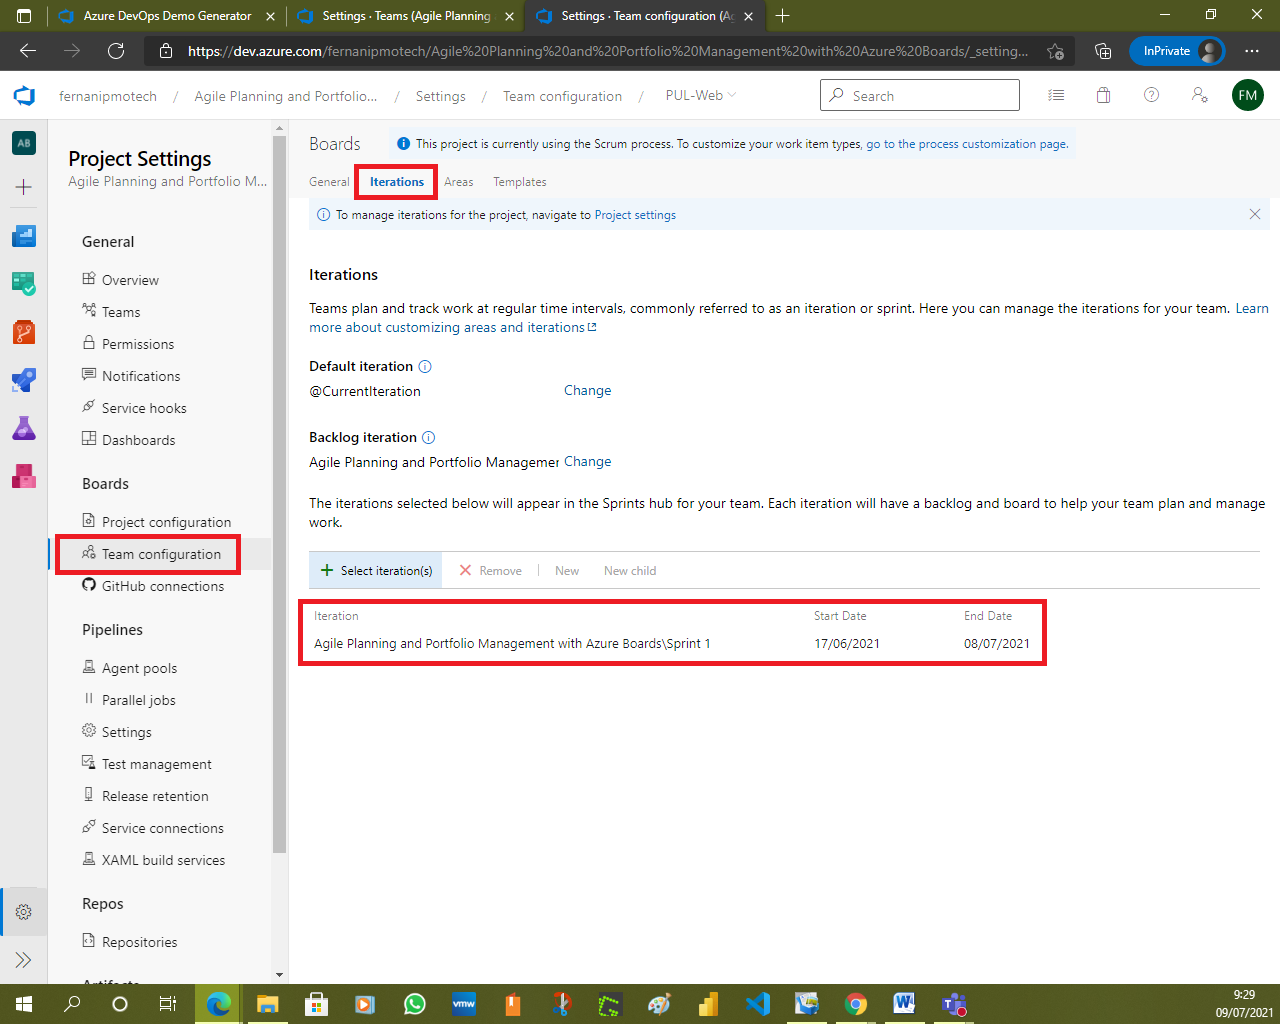 Azure DevOps Demo Generator
Settings · Teams (Agile Planning
Settings · Team configuration (Ag
https://dev.azure.com/fernanipmotech/Agile%20Planning%20and%20Portfolio%20Management%20with%20Azure%20Boards/_setting...
InPrivate
fernanipmotech / Agile Planning and Portfolio... / Settings / Team configuration / PUL-Web
Search
FM
AB
Project Settings
Agile Planning and Portfolio M...
General
Overview
Teams
Permissions
Notifications
Service hooks
Dashboards
Boards
Project configuration
Team configuration
GitHub connections
Pipelines
Agent pools
Parallel jobs
Settings
Test management
Release retention
Service connections
XAML build services
Repos
Repositories
Artifacts
Boards
This project is currently using the Scrum process. To customize your work item types, go to the process customization page.
General Iterations Areas Templates
To manage iterations for the project, navigate to Project settings
Iterations
Teams plan and track work at regular time intervals, commonly referred to as an iteration or sprint. Here you can manage the iterations for your team. Learn
more about customizing areas and iterations
Default iteration
@CurrentIteration Change
Backlog iteration
Agile Planning and Portfolio Managemer Change
The iterations selected below will appear in the Sprints hub for your team. Each iteration will have a backlog and board to help your team plan and manage
work.
Select iteration(s) Remove New New child
Iteration Start Date End Date
Agile Planning and Portfolio Management with Azure Boards\Sprint 1 17/06/2021 08/07/2021
vmw
9:29
09/07/2021